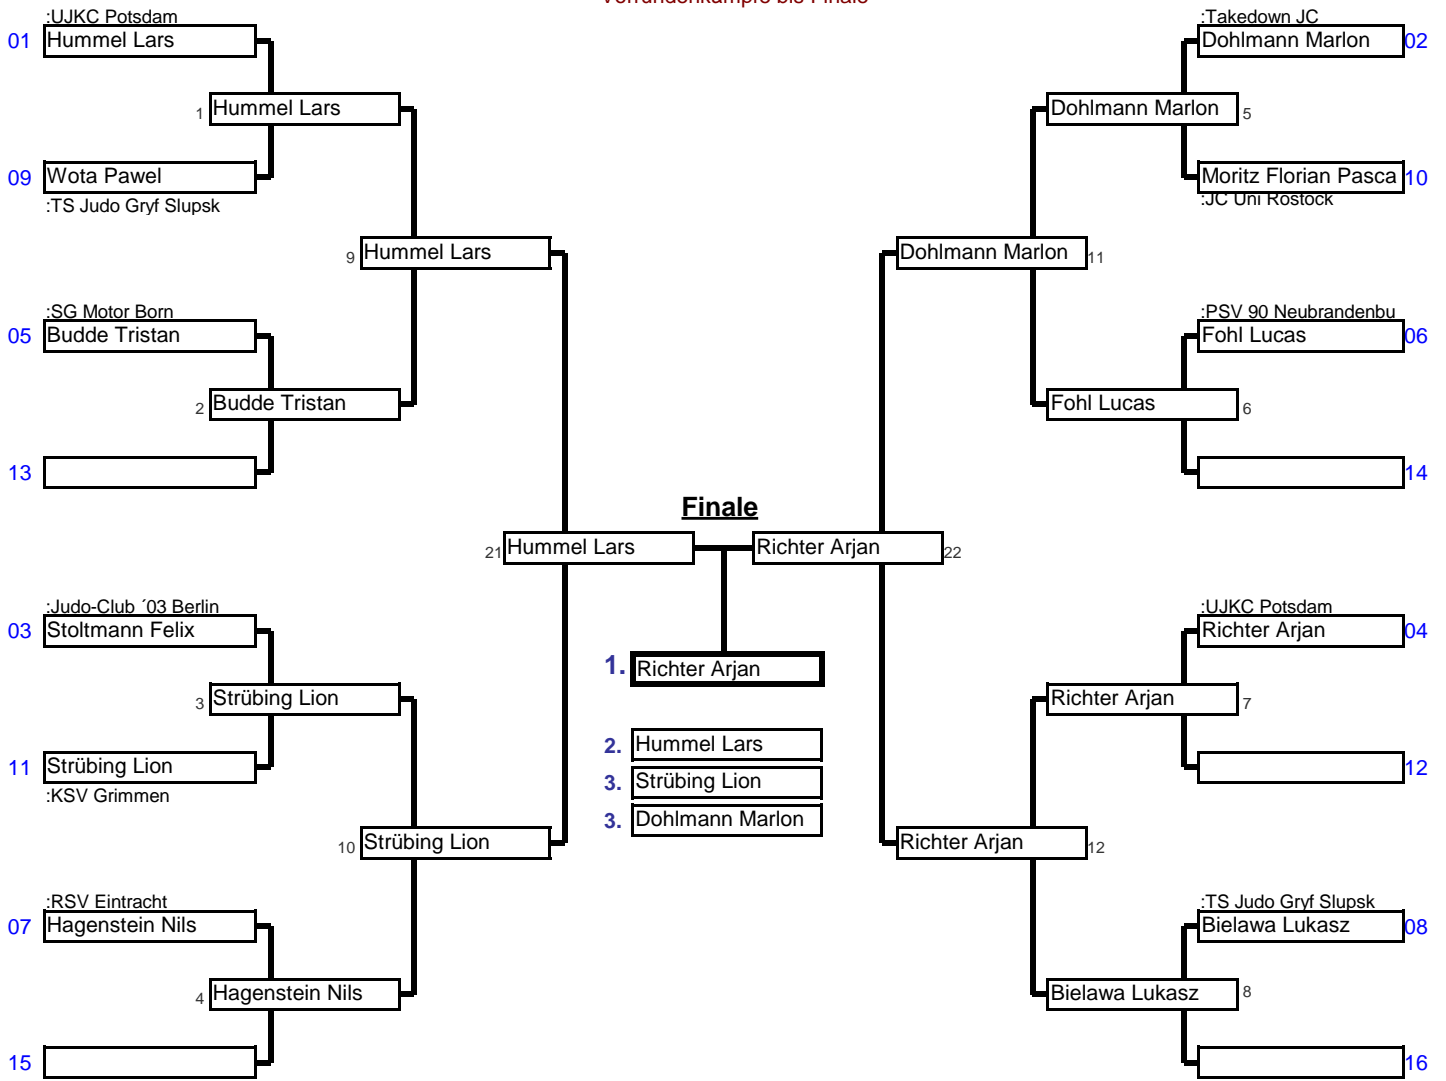 Vorrundenkämpfe bis Finale
:UJKC Potsdam
01 Hummel Lars
1 Hummel Lars
09 Wota Pawel
:TS Judo Gryf Slupsk
9 Hummel Lars
:SG Motor Born
05 Budde Tristan
2 Budde Tristan
13
21 Hummel Lars
:Judo-Club ´03 Berlin
03 Stoltmann Felix
3 Strübing Lion
11 Strübing Lion
:KSV Grimmen
10 Strübing Lion
:RSV Eintracht
07 Hagenstein Nils
4 Hagenstein Nils
15
Finale
1. Richter Arjan
2. Hummel Lars
3. Strübing Lion
3. Dohlmann Marlon
:Takedown JC
Dohlmann Marlon 02
Dohlmann Marlon 5
Moritz Florian Pasca 10
:JC Uni Rostock
Dohlmann Marlon 11
:PSV 90 Neubrandenbu
Fohl Lucas 06
Fohl Lucas 6
14
Richter Arjan 22
:UJKC Potsdam
Richter Arjan 04
Richter Arjan 7
12
Richter Arjan 12
:TS Judo Gryf Slupsk
Bielawa Lukasz 08
Bielawa Lukasz 8
16